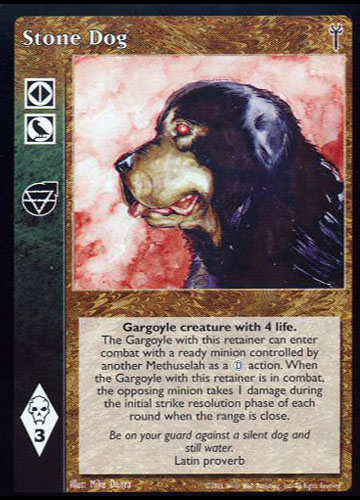 Stone Dog
Gargoyle creature with 4 life.
The Gargoyle with this retainer can enter
combat with a ready minion controlled by
another Methuselah as a Ⓓ action. When
the Gargoyle with this retainer is in combat,
the opposing minion takes 1 damage during
the initial strike resolution phase of each
round when the range is close.
Be on your guard against a silent dog and
still water.
Latin proverb
3
Illus: Mike Danza